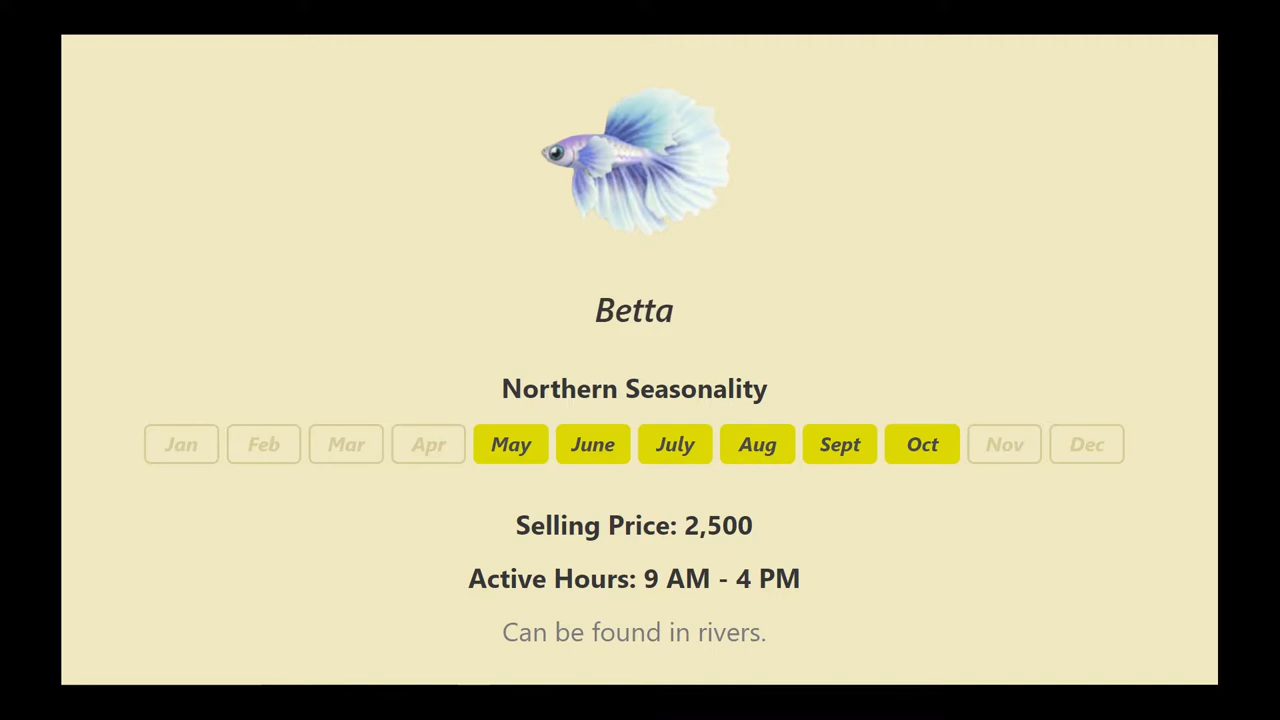 Betta
Northern Seasonality
Jan Feb Mar Apr May June July Aug Sept Oct Nov Dec
Selling Price: 2,500
Active Hours: 9 AM - 4 PM
Can be found in rivers.